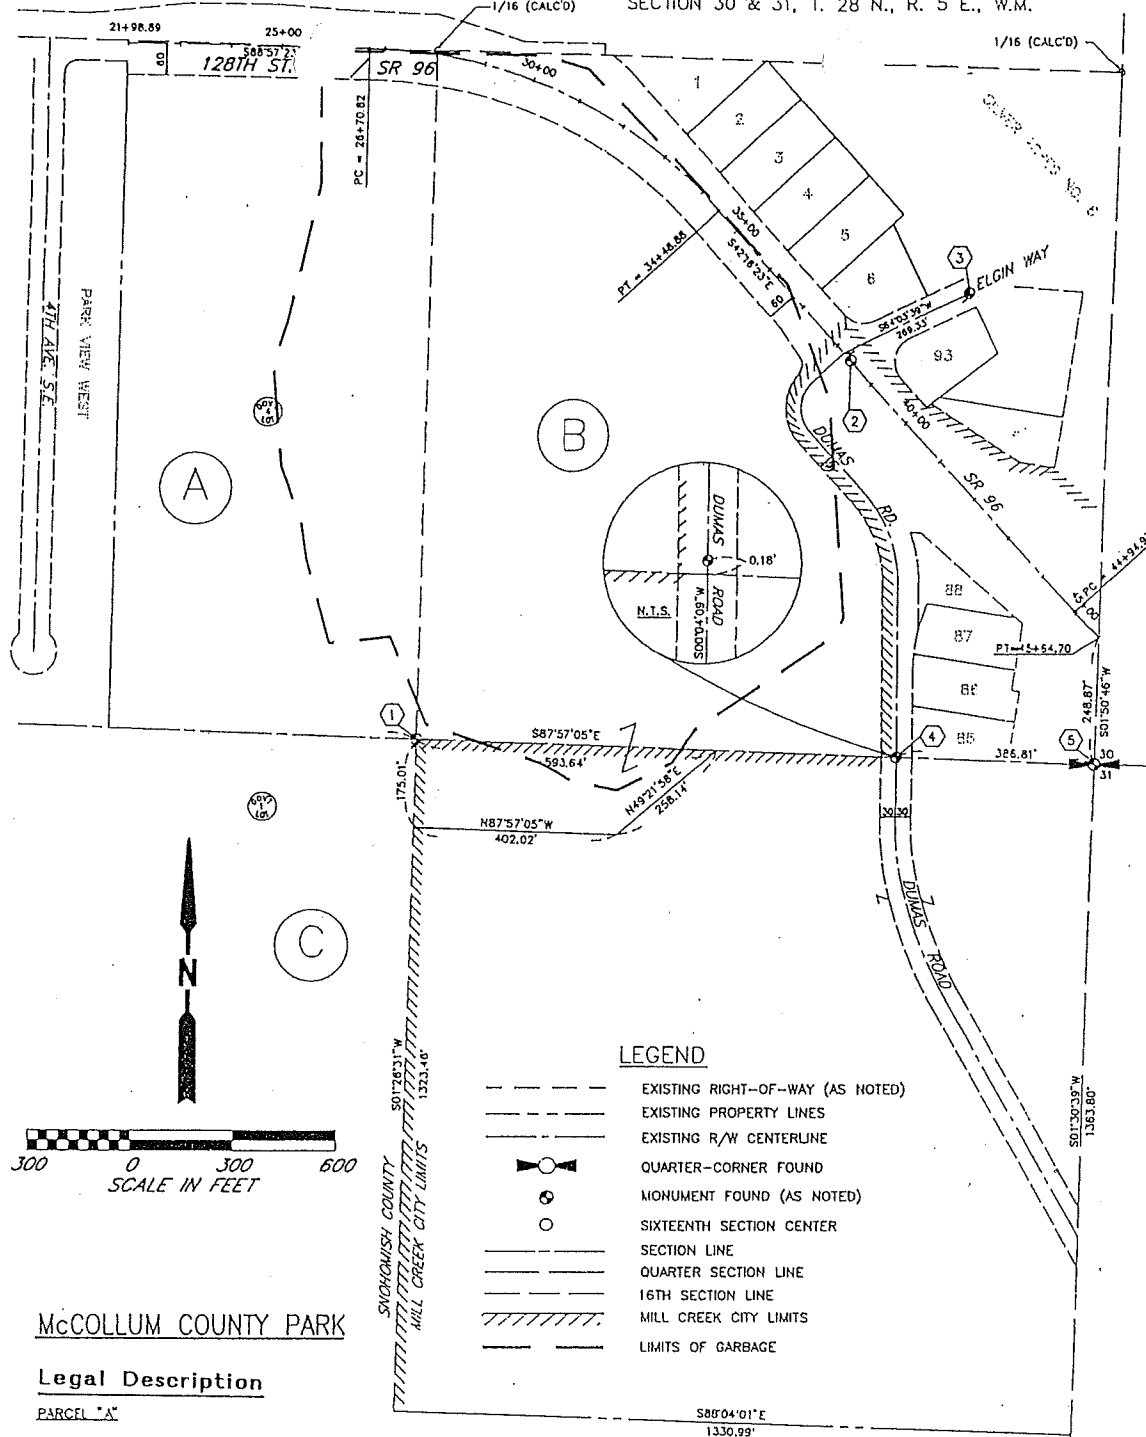 1/16 (CALC'D)
SECTION 30 & 31, T. 28 N., R. 5 E., W.M.
21+98.89
25+00
1/16 (CALC'D)
60
S88°57'23
128TH ST.
SR 96
30+00
PC = 26+70.82
1
2
3
4
5
6
35+00
S42°18'23"E
60
PT = 34+48.88
3
ELGIN WAY
S64°03'39"W
269.33'
93
2
40+00
PARK VIEW WEST
4TH AVE. S.E.
A
B
DUMAS
RD.
SR 96
DUMAS
ROAD
0.18'
N.T.S.
S00°04'09"W
88
87
86
85
PC = 44+94.9
PT=45+64.70
248.87'
S01°50'46"W
1
S87°57'05"E
593.64'
4
386.81'
5
30
31
175.01'
N49°21'58"E
258.14'
N87°57'05"W
402.02'
30
30
C
N
DUMAS
ROAD
S01°26'31"W
1323.46'
S01°30'39"W
1363.80'
LEGEND
EXISTING RIGHT-OF-WAY (AS NOTED)
EXISTING PROPERTY LINES
EXISTING R/W CENTERLINE
QUARTER-CORNER FOUND
MONUMENT FOUND (AS NOTED)
SIXTEENTH SECTION CENTER
SECTION LINE
QUARTER SECTION LINE
16TH SECTION LINE
MILL CREEK CITY LIMITS
LIMITS OF GARBAGE
300 0 300 600
SCALE IN FEET
SNOHOMISH COUNTY
MILL CREEK CITY LIMITS
McCOLLUM COUNTY PARK
Legal Description
PARCEL "A"
S88°04'01"E
1330.99'